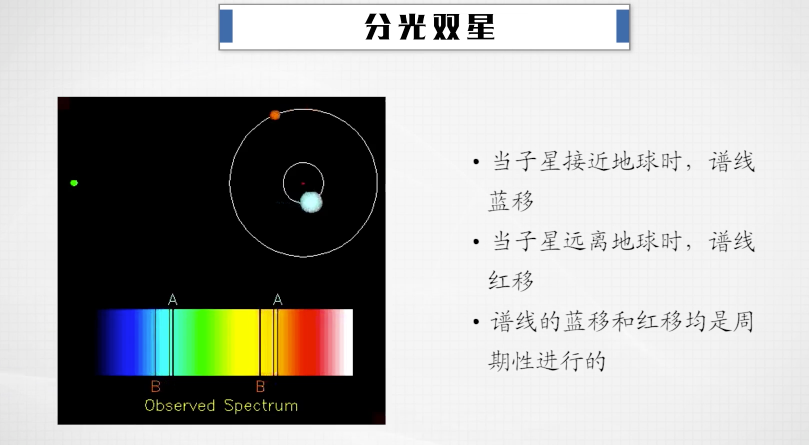 分光双星
A A
B B
Observed Spectrum
• 当子星接近地球时，谱线
蓝移
• 当子星远离地球时，谱线
红移
• 谱线的蓝移和红移均是周
期性进行的